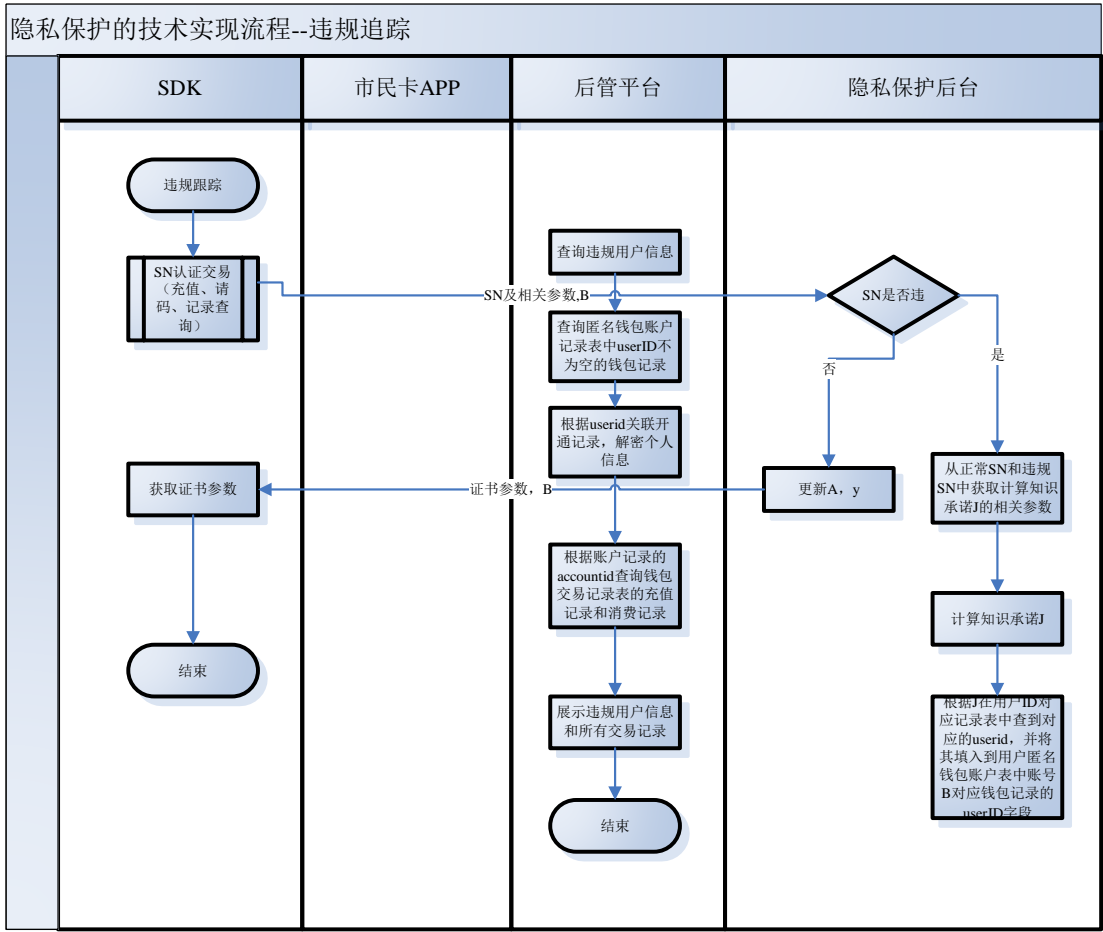 隐私保护的技术实现流程--违规追踪
SDK
市民卡APP
后管平台
隐私保护后台
违规跟踪
SN认证交易
（充值、请
码、记录查
询）
SN及相关参数,B
获取证书参数
证书参数，B
结束
查询违规用户信息
查询匿名钱包账户
记录表中userID不
为空的钱包记录
根据userid关联开
通记录，解密个人
信息
根据账户记录的
accountid查询钱包
交易记录表的充值
记录和消费记录
展示违规用户信息
和所有交易记录
结束
SN是否违
否
是
更新A，y
从正常SN和违规
SN中获取计算知识
承诺J的相关参数
计算知识承诺J
根据J在用户ID对
应记录表中查到对
应的userid，并将
其填入到用户匿名
钱包账户表中账号
B对应钱包记录的
userID字段